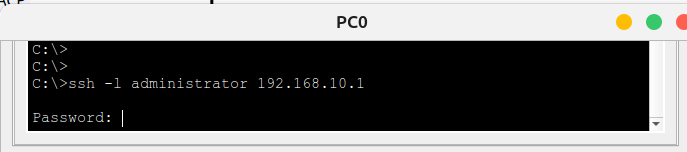 PC0
C:\>
C:\>
C:\>ssh -l administrator 192.168.10.1
Password: